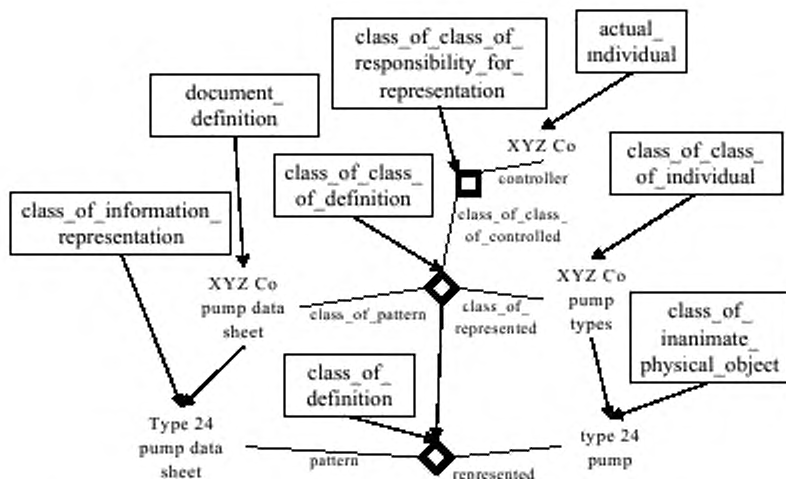 class_of_class_of_
responsibility_for_
representation
actual_
individual
document_
definition
XYZ Co
controller
class_of_class_
of_individual
class_of_class_
of_definition
class_of_class_
of_controlled
class_of_information_
representation
XYZ Co
pump data
sheet
class_of_pattern
class_of_
represented
XYZ Co
pump
types
class_of_
inanimate_
physical_object
class_of_
definition
Type 24
pump data
sheet
pattern
represented
type 24
pump